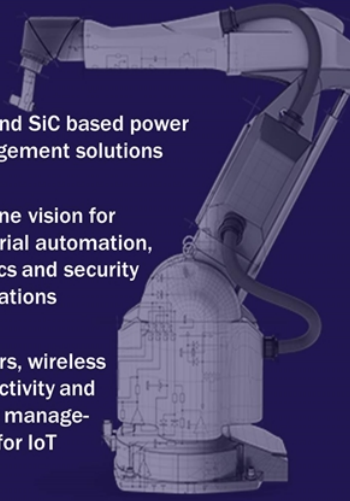 nd SiC based power
gement solutions
ne vision for
rial automation,
cs and security
ations
rs, wireless
ctivity and
manage-
for IoT